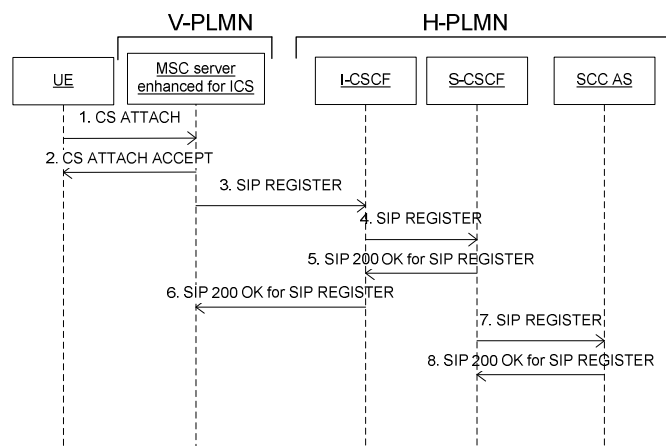 V-PLMN
H-PLMN
UE
MSC server
enhanced for ICS
I-CSCF
S-CSCF
SCC AS
1. CS ATTACH
2. CS ATTACH ACCEPT
3. SIP REGISTER
4. SIP REGISTER
5. SIP 200 OK for SIP REGISTER
6. SIP 200 OK for SIP REGISTER
7. SIP REGISTER
8. SIP 200 OK for SIP REGISTER